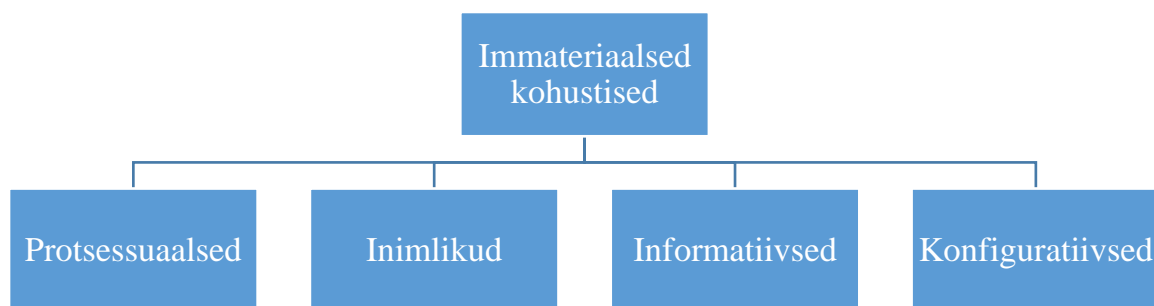 Immateriaalsed
kohustised
Protsessuaalsed
Inimlikud
Informatiivsed
Konfiguratiivsed